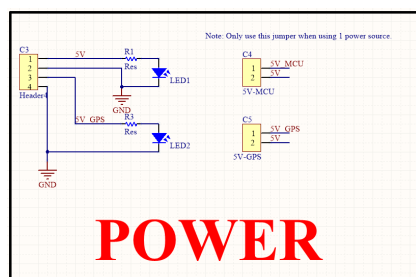 Note: Only use this jumper when using 1 power source.
C3
1
2
3
4
Header4
5V
R1
Res
LED1
GND
5V_GPS
R3
Res
LED2
GND
C4
1
2
5V_MCU
5V
5V-MCU
C5
1
2
5V_GPS
5V
5V-GPS
POWER